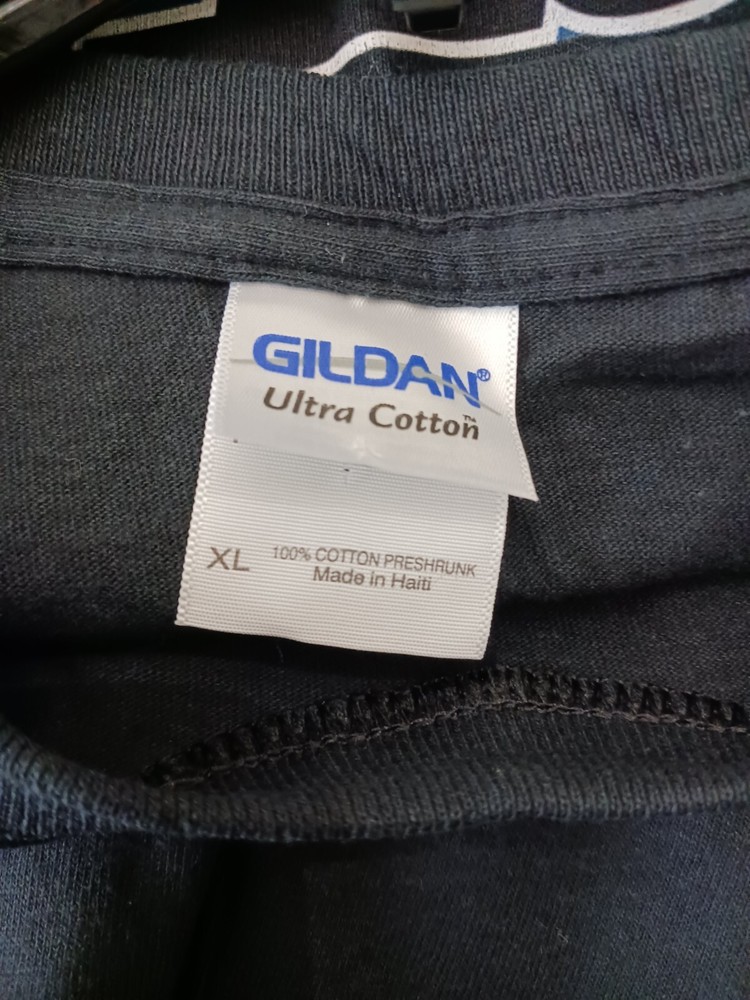 GILDAN®
Ultra Cotton™
XL 100% COTTON PRESHRUNK
Made in Haiti